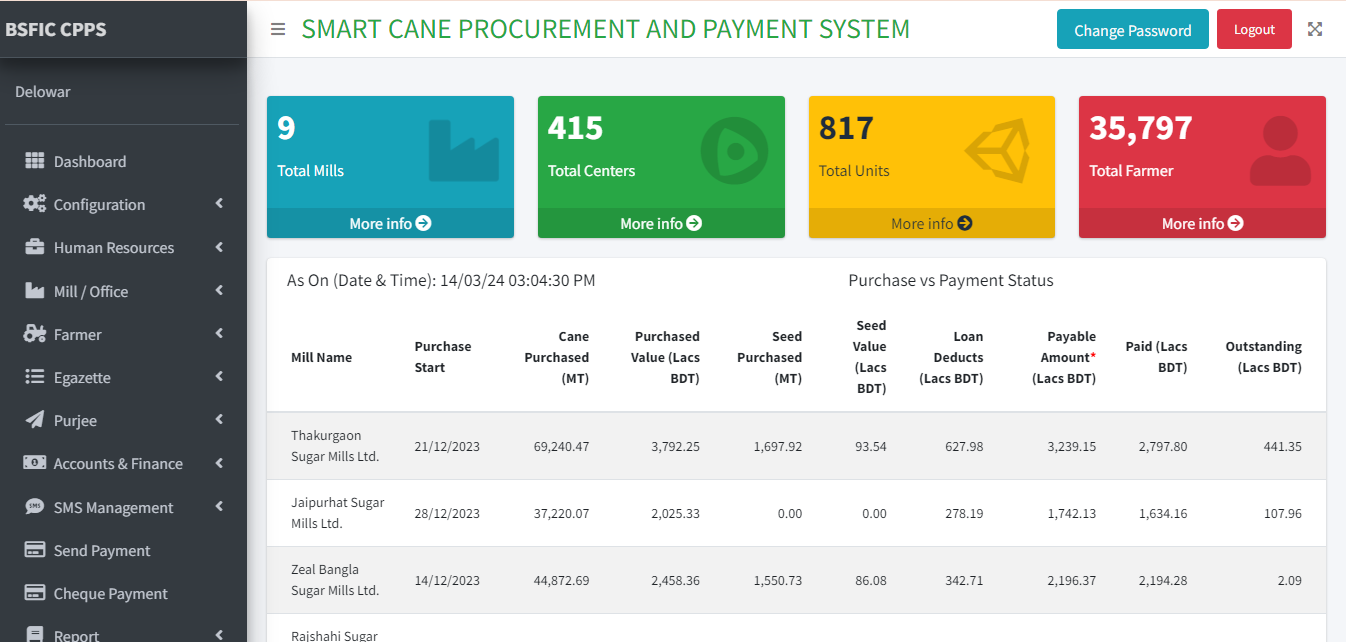 BSFIC CPPS
SMART CANE PROCUREMENT AND PAYMENT SYSTEM
Change Password
Logout
Delowar
Dashboard
Configuration
Human Resources
Mill / Office
Farmer
Egazette
Purjee
Accounts & Finance
SMS Management
Send Payment
Cheque Payment
Report
9
Total Mills
More info
415
Total Centers
More info
817
Total Units
More info
35,797
Total Farmer
More info
As On (Date & Time): 14/03/24 03:04:30 PM
Purchase vs Payment Status
Mill Name
Purchase
Start
Cane
Purchased
(MT)
Purchased
Value (Lacs
BDT)
Seed
Purchased
(MT)
Seed
Value
(Lacs
BDT)
Loan
Deducts
(Lacs BDT)
Payable
Amount*
(Lacs BDT)
Paid (Lacs
BDT)
Outstanding
(Lacs BDT)
Thakurgaon
Sugar Mills Ltd.
21/12/2023 69,240.47 3,792.25 1,697.92 93.54 627.98 3,239.15 2,797.80 441.35
Jaipurhat Sugar
Mills Ltd.
28/12/2023 37,220.07 2,025.33 0.00 0.00 278.19 1,742.13 1,634.16 107.96
Zeal Bangla
Sugar Mills Ltd.
14/12/2023 44,872.69 2,458.36 1,550.73 86.08 342.71 2,196.37 2,194.28 2.09
Rajshahi Sugar